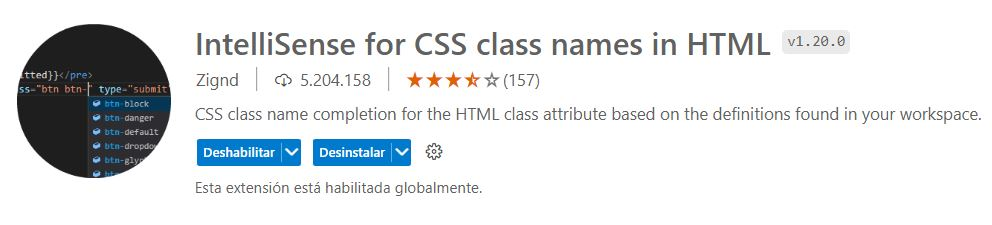 itted}}</pre>
ss="btn btn-" type="submit"
btn-block
btn-danger
btn-default
btn-dropdow
btn-glyp
IntelliSense for CSS class names in HTML v1.20.0
Zignd 5.204.158 (157)
CSS class name completion for the HTML class attribute based on the definitions found in your workspace.
Deshabilitar Desinstalar
Esta extensión está habilitada globalmente.